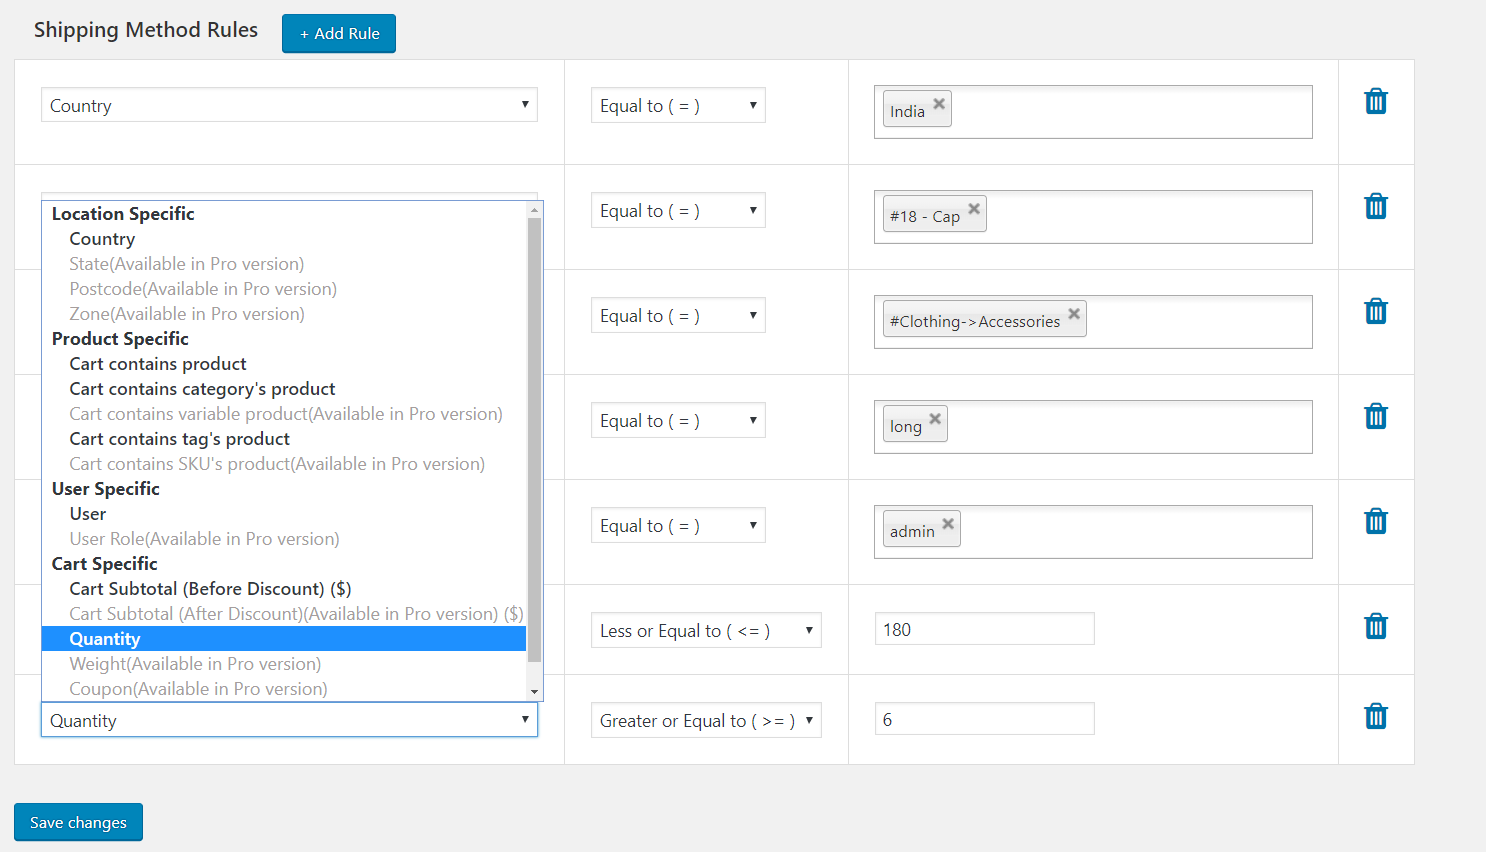 Shipping Method Rules
+ Add Rule
Country
Equal to ( = )
India
Equal to ( = )
#18 - Cap
Equal to ( = )
#Clothing->Accessories
Equal to ( = )
long
Equal to ( = )
admin
Less or Equal to ( <= )
180
Location Specific
Country
State(Available in Pro version)
Postcode(Available in Pro version)
Zone(Available in Pro version)
Product Specific
Cart contains product
Cart contains category's product
Cart contains variable product(Available in Pro version)
Cart contains tag's product
Cart contains SKU's product(Available in Pro version)
User Specific
User
User Role(Available in Pro version)
Cart Specific
Cart Subtotal (Before Discount) ($)
Cart Subtotal (After Discount)(Available in Pro version) ($)
Quantity
Weight(Available in Pro version)
Coupon(Available in Pro version)
Quantity
Greater or Equal to ( >= )
6
Save changes